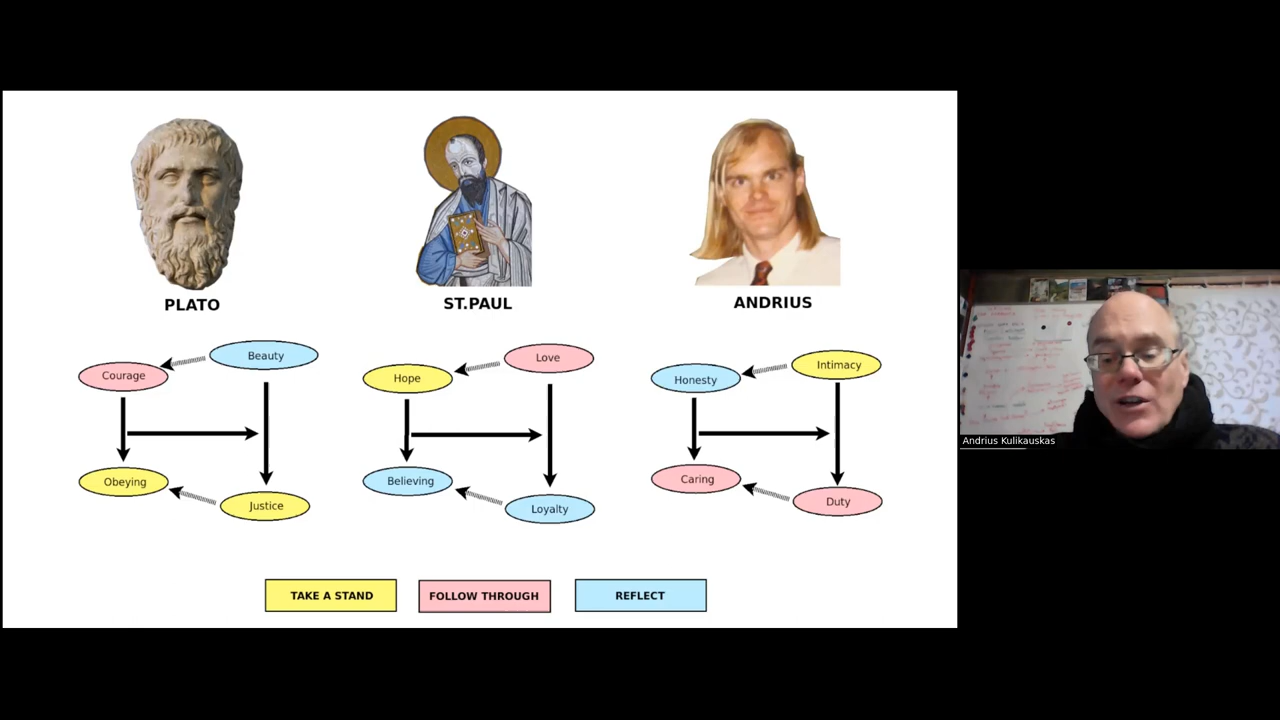 PLATO
ST.PAUL
ANDRIUS
Beauty
Courage
Obeying
Justice
Love
Hope
Believing
Loyalty
Intimacy
Honesty
Caring
Duty
TAKE A STAND
FOLLOW THROUGH
REFLECT
Andrius Kulikauskas